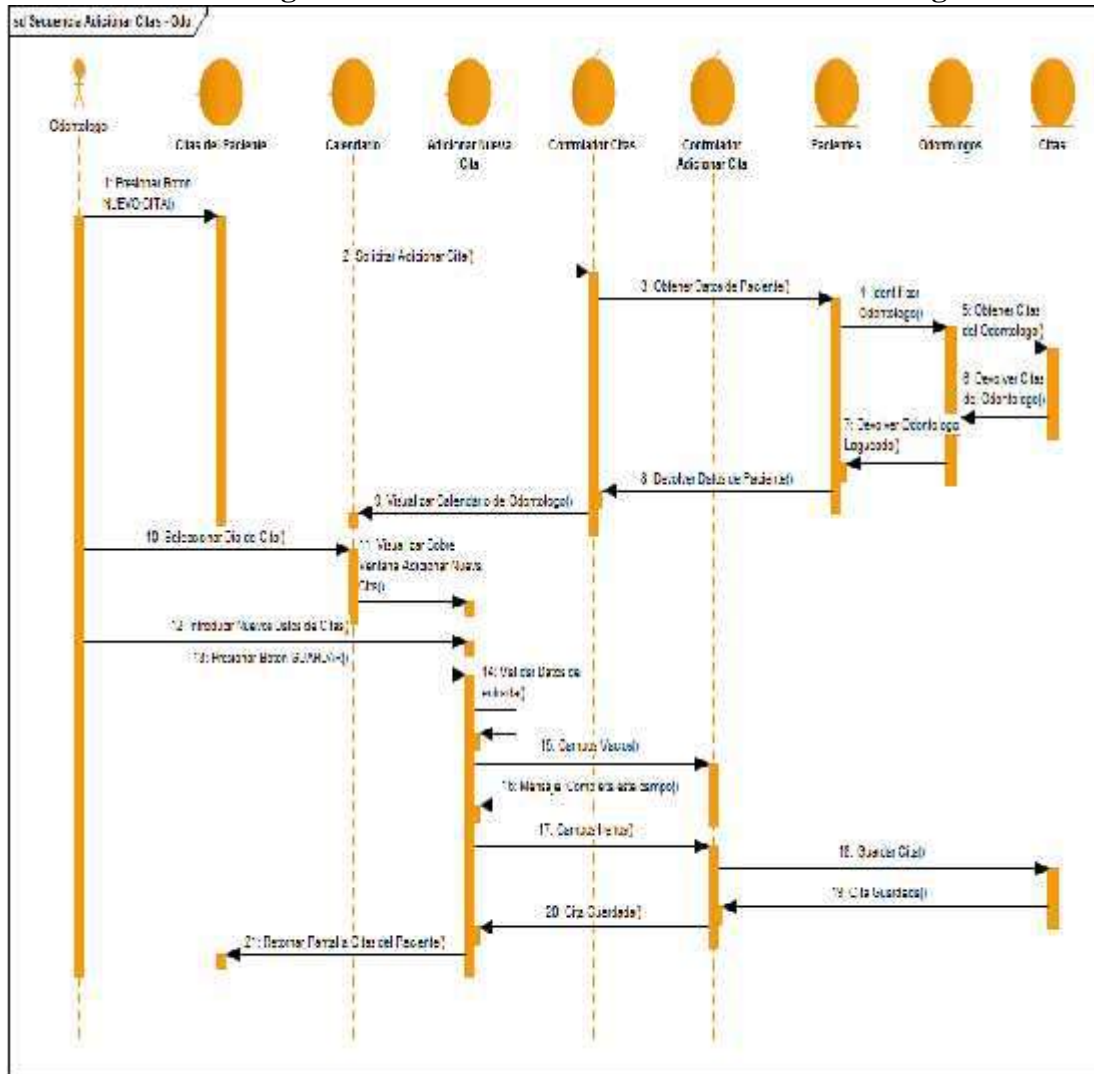 sd Secuencia Adicionar Citas - Odo
Odontologo
Citas del Paciente
Calendario
Adicionar Nueva
Cita
Controlador Citas
Controlador
Adicionar Cita
Pacientes
Odontologos
Citas
1: Presionar Boton
NUEVO CITA()
2: Solicitar Adicionar Cita()
3: Obtener Datos de Paciente()
4: Identificar
Odontologo()
5: Obtener Citas
del Odontologo()
6: Devolver Citas
del Odontologo()
7: Devolver Odontologo
Logueado()
8: Devolver Datos de Paciente()
9: Visualizar Calendario de Odontologo()
10: Seleccionar Dia de Cita()
11: Visualizar Sobre
Ventana Adicionar Nueva
Cita()
12: Introducir Nuevos Datos de Citas()
13: Presionar Boton GUARDAR()
14: Validar Datos de
entrada()
15: Campos Vacios()
16: Mensaje: Complete este campo()
17: Campos llenos()
18: Guardar Cita()
19: Cita Guardada()
20: Cita Guardada()
21: Retornar Pantalla Citas del Paciente()